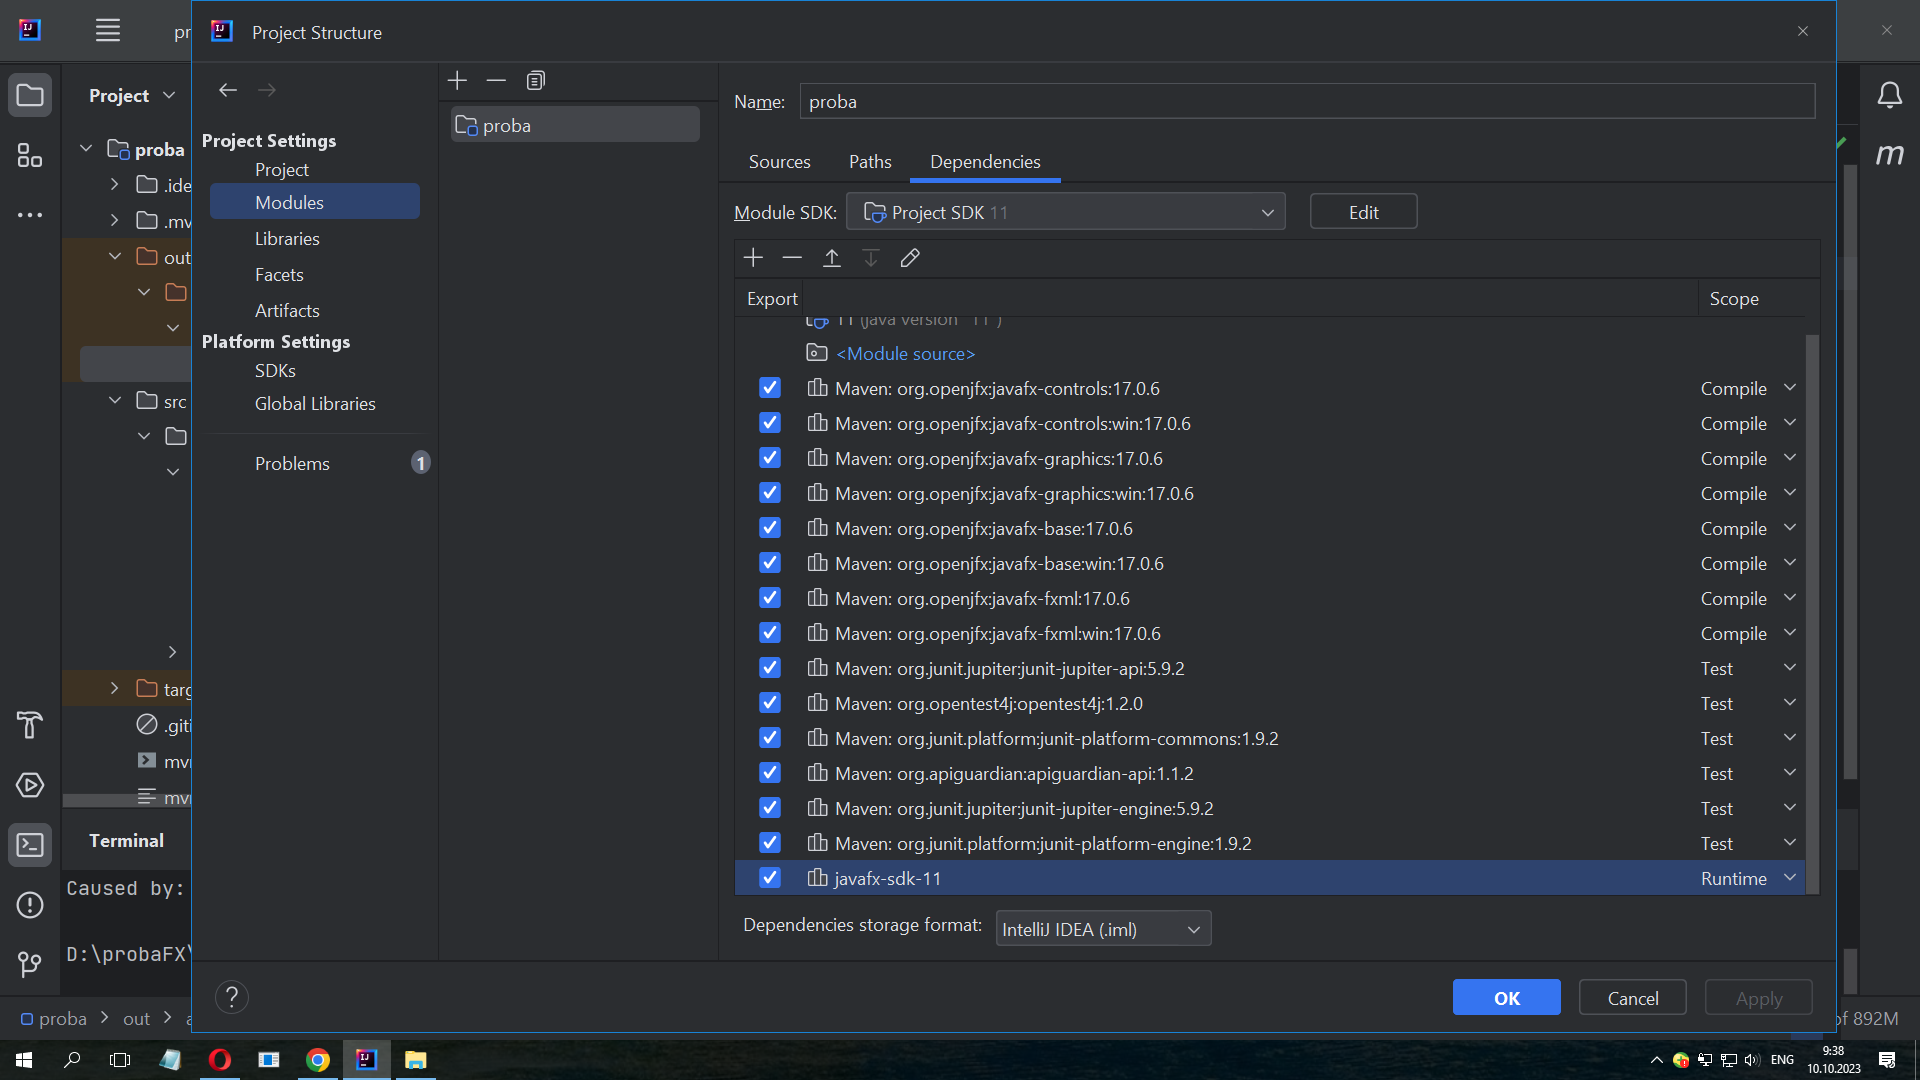 pr
Project Structure
Project
proba
.ide
.mv
out
src
targ
.giti
mvr
mvr
Terminal
Caused by:
D:\probaFX\
proba > out >
Project Settings
Project
Modules
Libraries
Facets
Artifacts
Platform Settings
SDKs
Global Libraries
Problems
1
proba
Name: proba
Sources Paths Dependencies
Module SDK: Project SDK 11 Edit
Export Scope
11 (java version "11")
<Module source>
Maven: org.openjfx:javafx-controls:17.0.6 Compile
Maven: org.openjfx:javafx-controls:win:17.0.6 Compile
Maven: org.openjfx:javafx-graphics:17.0.6 Compile
Maven: org.openjfx:javafx-graphics:win:17.0.6 Compile
Maven: org.openjfx:javafx-base:17.0.6 Compile
Maven: org.openjfx:javafx-base:win:17.0.6 Compile
Maven: org.openjfx:javafx-fxml:17.0.6 Compile
Maven: org.openjfx:javafx-fxml:win:17.0.6 Compile
Maven: org.junit.jupiter:junit-jupiter-api:5.9.2 Test
Maven: org.opentest4j:opentest4j:1.2.0 Test
Maven: org.junit.platform:junit-platform-commons:1.9.2 Test
Maven: org.apiguardian:apiguardian-api:1.1.2 Test
Maven: org.junit.jupiter:junit-jupiter-engine:5.9.2 Test
Maven: org.junit.platform:junit-platform-engine:1.9.2 Test
javafx-sdk-11 Runtime
Dependencies storage format: IntelliJ IDEA (.iml)
? OK Cancel Apply
of 892M
m
ENG
9:38
10.10.2023